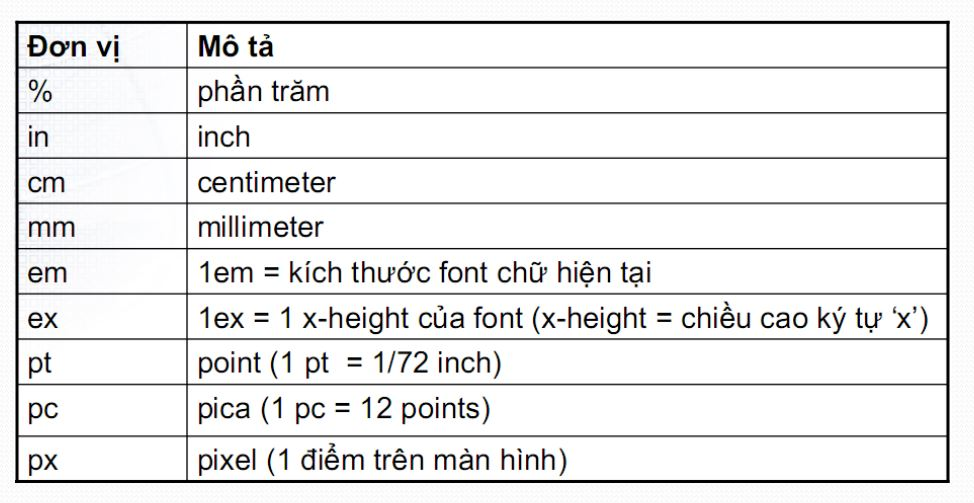 Đơn vị Mô tả
% phần trăm
in inch
cm centimeter
mm millimeter
em 1em = kích thước font chữ hiện tại
ex 1ex = 1 x-height của font (x-height = chiều cao ký tự ‘x’)
pt point (1 pt = 1/72 inch)
pc pica (1 pc = 12 points)
px pixel (1 điểm trên màn hình)